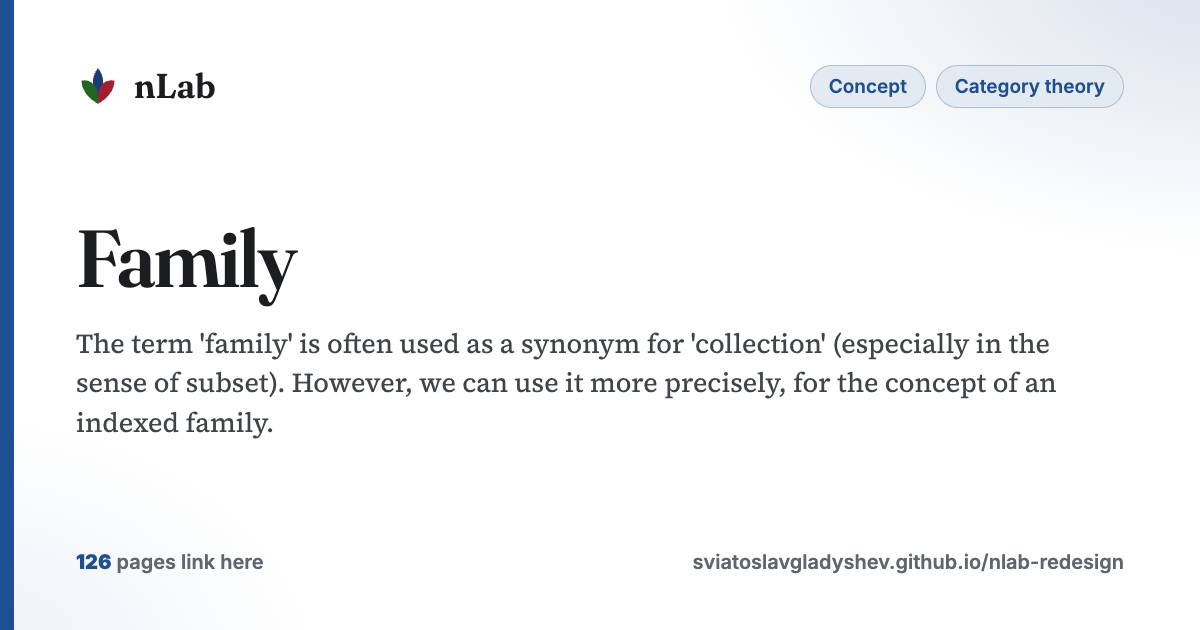 nLab
Concept
Category theory
Family
The term 'family' is often used as a synonym for 'collection' (especially in the
sense of subset). However, we can use it more precisely, for the concept of an
indexed family.
126 pages link here
sviatoslavgladyshev.github.io/nlab-redesign